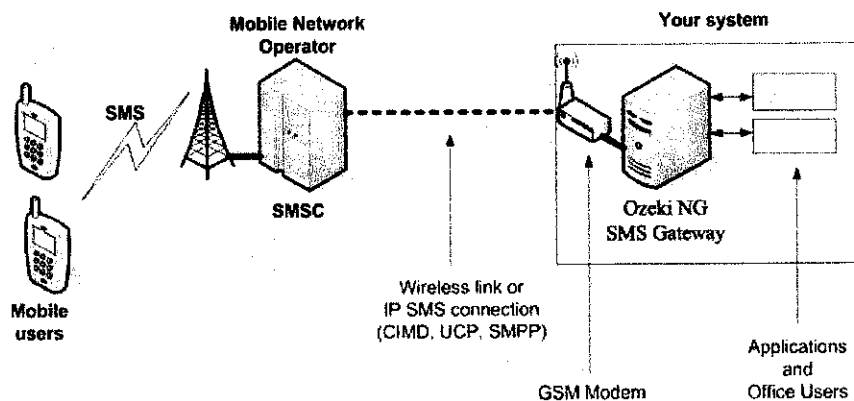 Mobile Network
Operator
Your system
SMS
SMSC
Ozeki NG
SMS Gateway
Mobile
users
Wireless link or
IP SMS connection
(CIMD, UCP, SMPP)
GSM Modem
Applications
and
Office Users